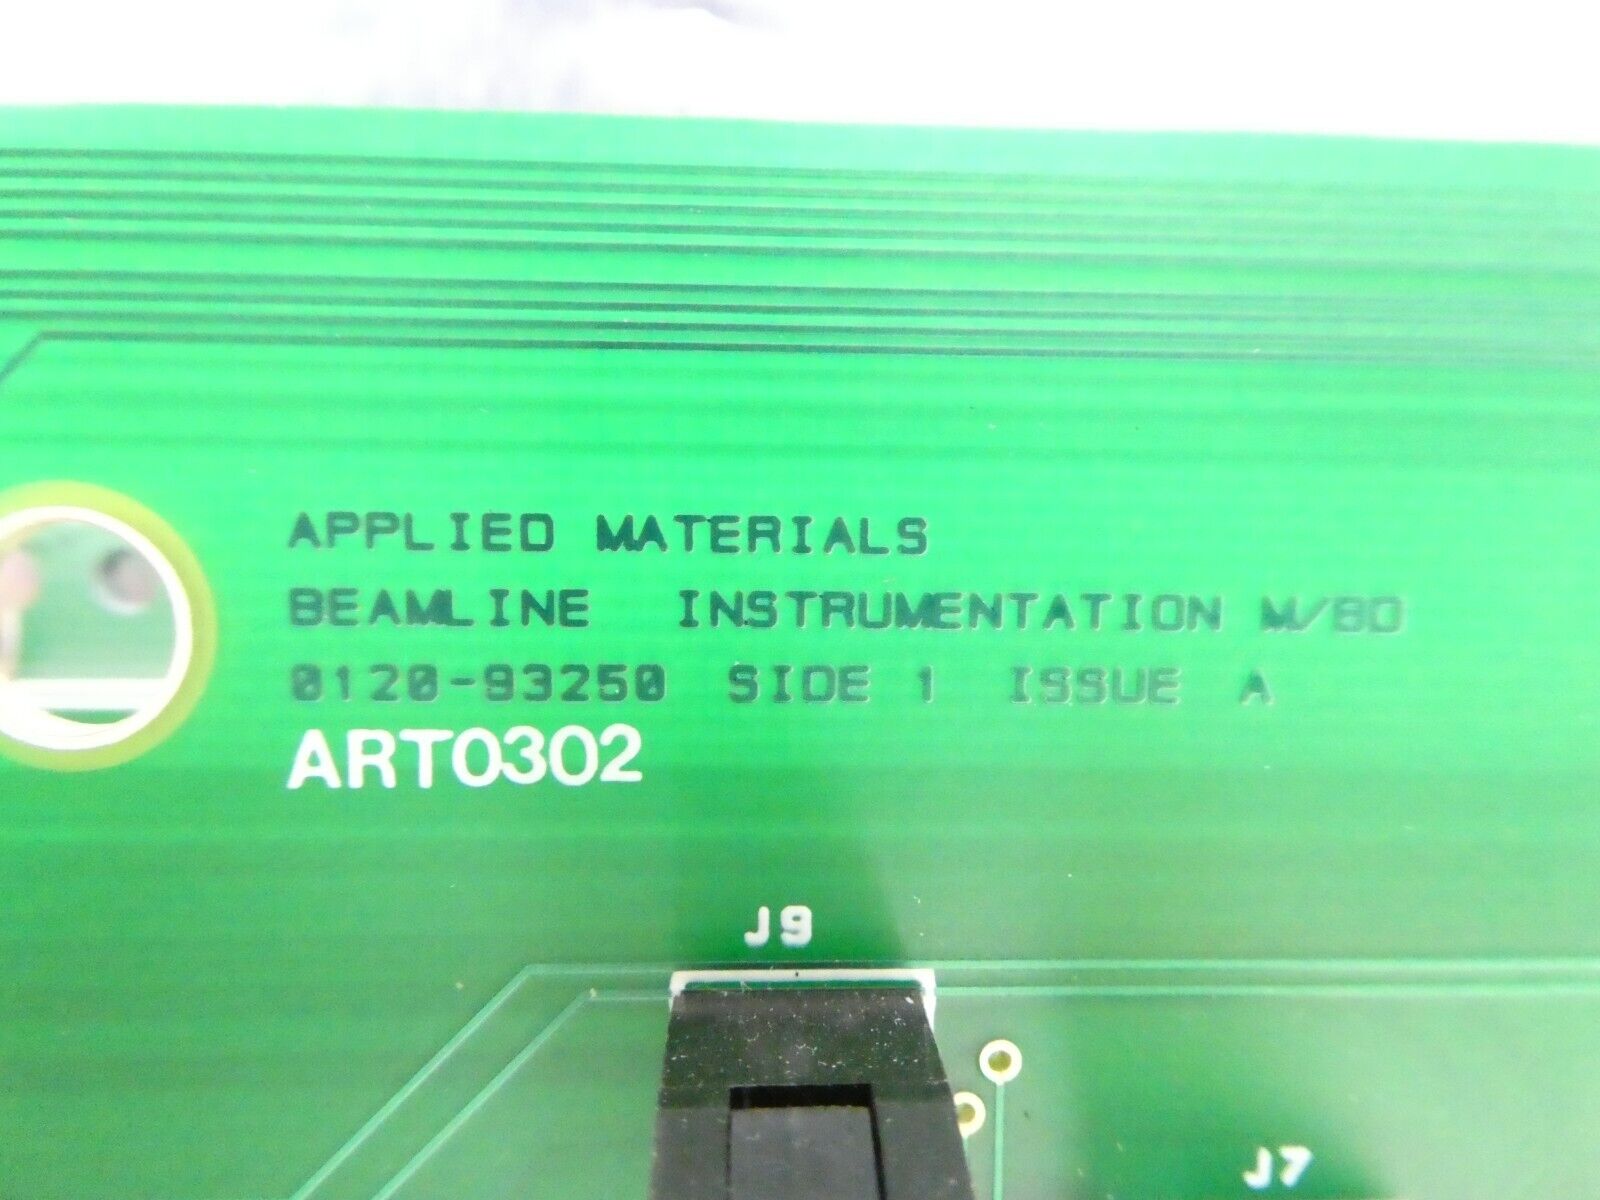 APPLIED MATERIALS
BEAMLINE INSTRUMENTATION M/BD
0120-93250 SIDE 1 ISSUE A
ART0302
J9
J7